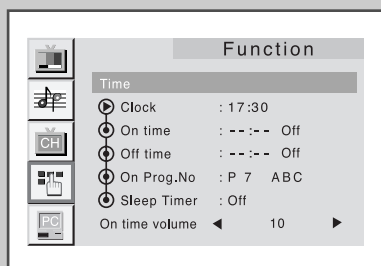 Function
Time
Clock : 17:30
On time : --:-- Off
Off time : --:-- Off
On Prog.No : P 7 ABC
CH
Sleep Timer : Off
On time volume ◀ 10 ▶
PC